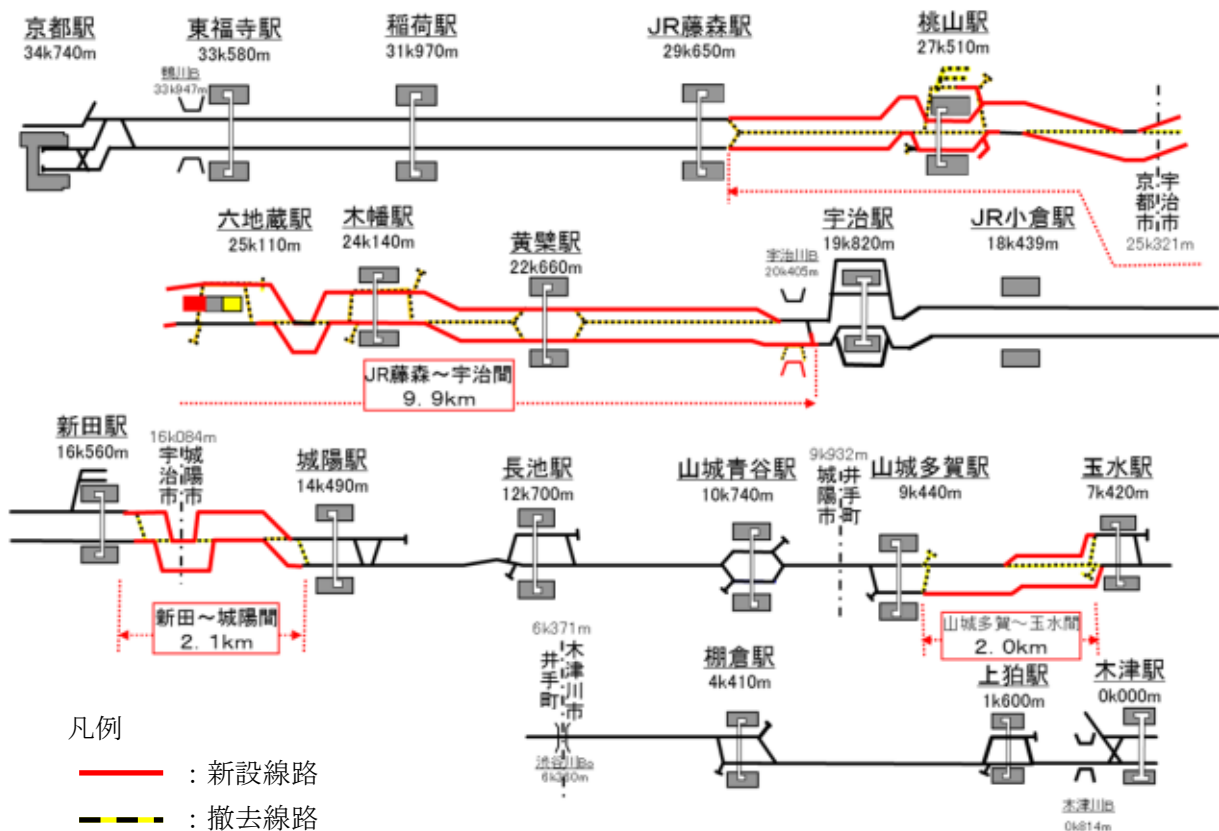 京都駅
34k740m
東福寺駅
33k580m
稲荷駅
31k970m
JR藤森駅
29k650m
桃山駅
27k510m
鴨川B
33k947m
京都市
宇治市
25k321m
六地蔵駅
25k110m
木幡駅
24k140m
黄檗駅
22k660m
宇治川B
20k405m
宇治駅
19k820m
JR小倉駅
18k439m
JR藤森～宇治間
9.9km
新田駅
16k560m
16k084m
宇治市
城陽市
城陽駅
14k490m
長池駅
12k700m
山城青谷駅
10k740m
9k932m
城陽市
井手町
山城多賀駅
9k440m
玉水駅
7k420m
新田～城陽間
2.1km
山城多賀～玉水間
2.0km
6k371m
井手町
木津川市
渋谷川Bo
棚倉駅
4k410m
上狛駅
1k600m
木津駅
0k000m
木津川B
0k814m
凡例
：新設線路
：撤去線路